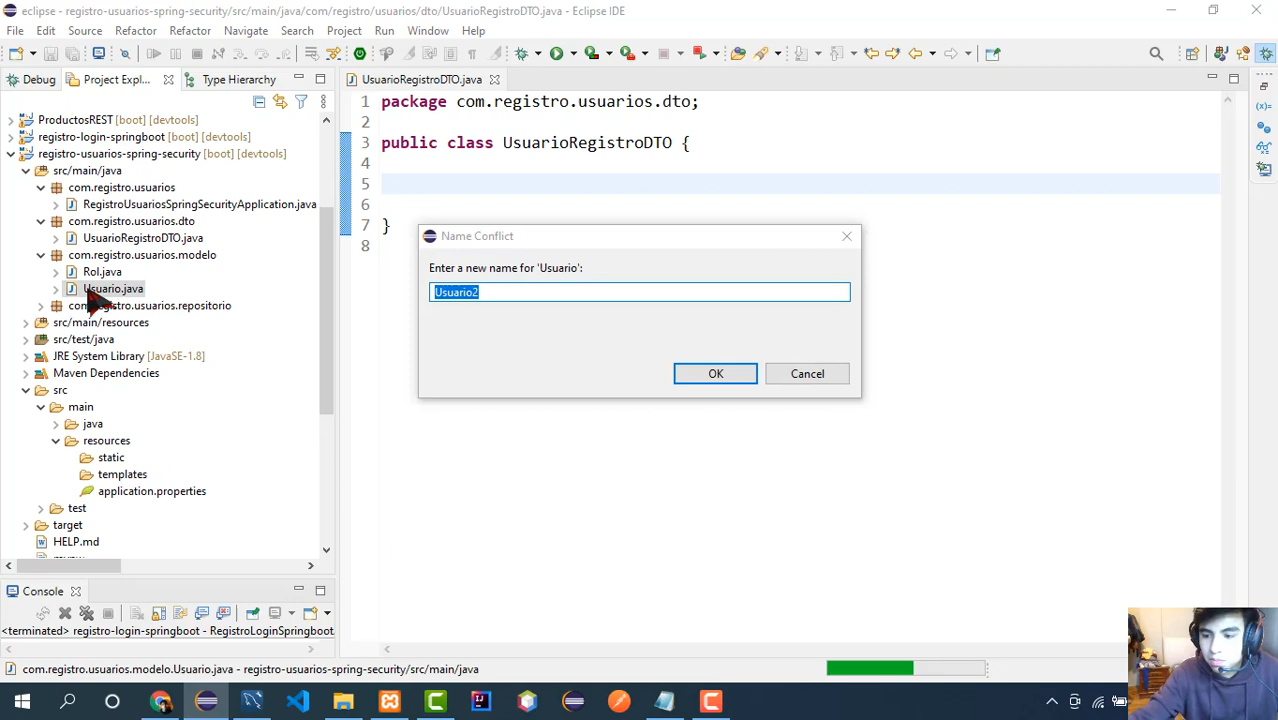 eclipse - registro-usuarios-spring-security/src/main/java/com/registro/usuarios/dto/UsuarioRegistroDTO.java - Eclipse IDE
File Edit Source Refactor Refactor Navigate Search Project Run Window Help
Debug Project Expl... Type Hierarchy
UsuarioRegistroDTO.java
ProductosREST [boot] [devtools]
registro-login-springboot [boot] [devtools]
registro-usuarios-spring-security [boot] [devtools]
src/main/java
com.registro.usuarios
RegistroUsuariosSpringSecurityApplication.java
com.registro.usuarios.dto
UsuarioRegistroDTO.java
com.registro.usuarios.modelo
Rol.java
Usuario.java
com.registro.usuarios.repositorio
src/main/resources
src/test/java
JRE System Library [JavaSE-1.8]
Maven Dependencies
src
main
java
resources
static
templates
application.properties
test
target
HELP.md
1 package com.registro.usuarios.dto;
2
3 public class UsuarioRegistroDTO {
4
5
6
7 }
8
Name Conflict
Enter a new name for 'Usuario':
Usuario2
OK Cancel
Console
<terminated> registro-login-springboot - RegistroLoginSpringboot
com.registro.usuarios.modelo.Usuario.java - registro-usuarios-spring-security/src/main/java